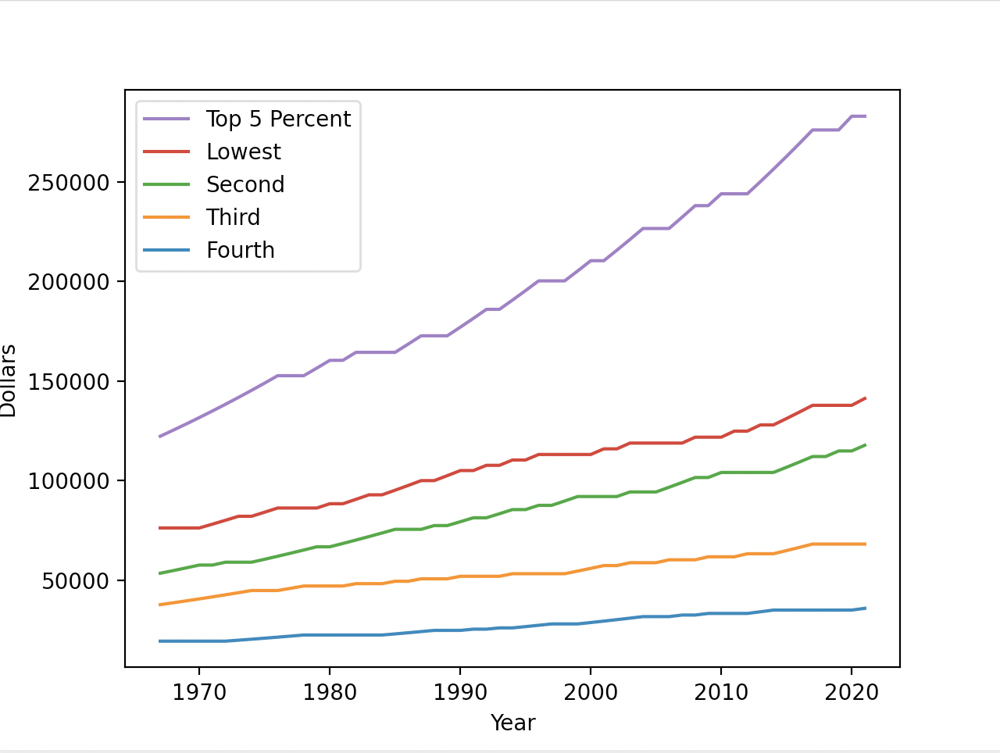 Top 5 Percent
Lowest
Second
Third
Fourth
250000
200000
150000
100000
50000
Dollars
1970 1980 1990 2000 2010 2020
Year